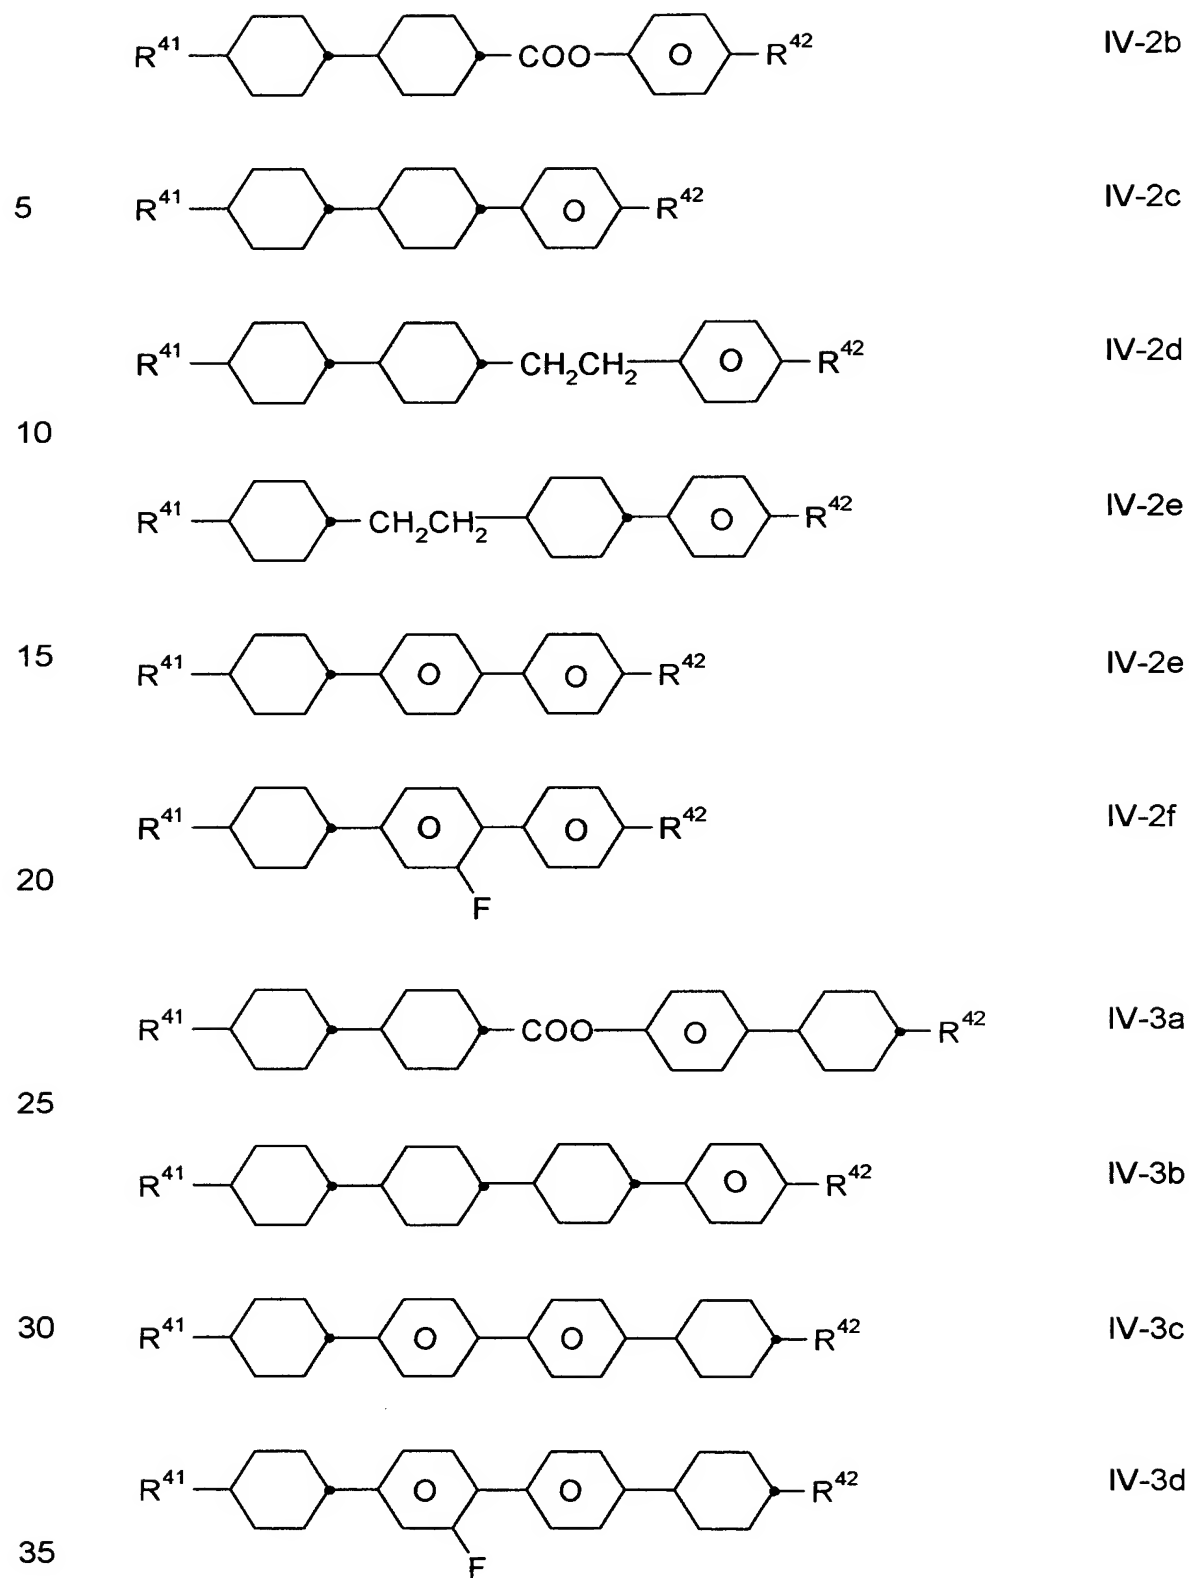 R⁴¹ COO O R⁴² IV-2b
5 R⁴¹ O R⁴² IV-2c
R⁴¹ CH₂CH₂ O R⁴² IV-2d
10
R⁴¹ CH₂CH₂ O R⁴² IV-2e
15 R⁴¹ O O R⁴² IV-2e
R⁴¹ O O R⁴² IV-2f
20
F
R⁴¹ COO O R⁴² IV-3a
25
R⁴¹ O R⁴² IV-3b
30 R⁴¹ O O R⁴² IV-3c
R⁴¹ O O R⁴² IV-3d
35
F